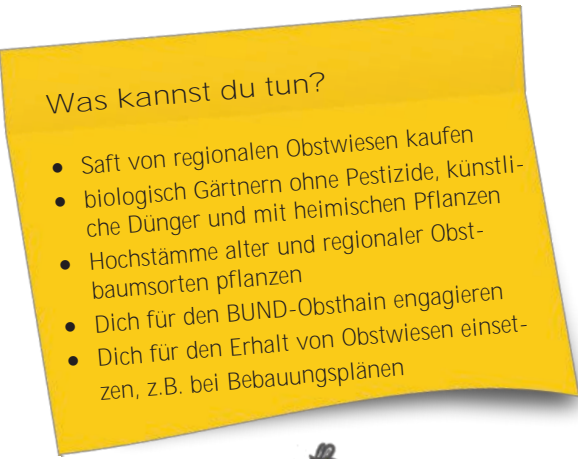 Was kannst du tun?
● Saft von regionalen Obstwiesen kaufen
● biologisch Gärtnern ohne Pestizide, künstli-
che Dünger und mit heimischen Pflanzen
● Hochstämme alter und regionaler Obst-
baumsorten pflanzen
● Dich für den BUND-Obsthain engagieren
● Dich für den Erhalt von Obstwiesen einset-
zen, z.B. bei Bebauungsplänen